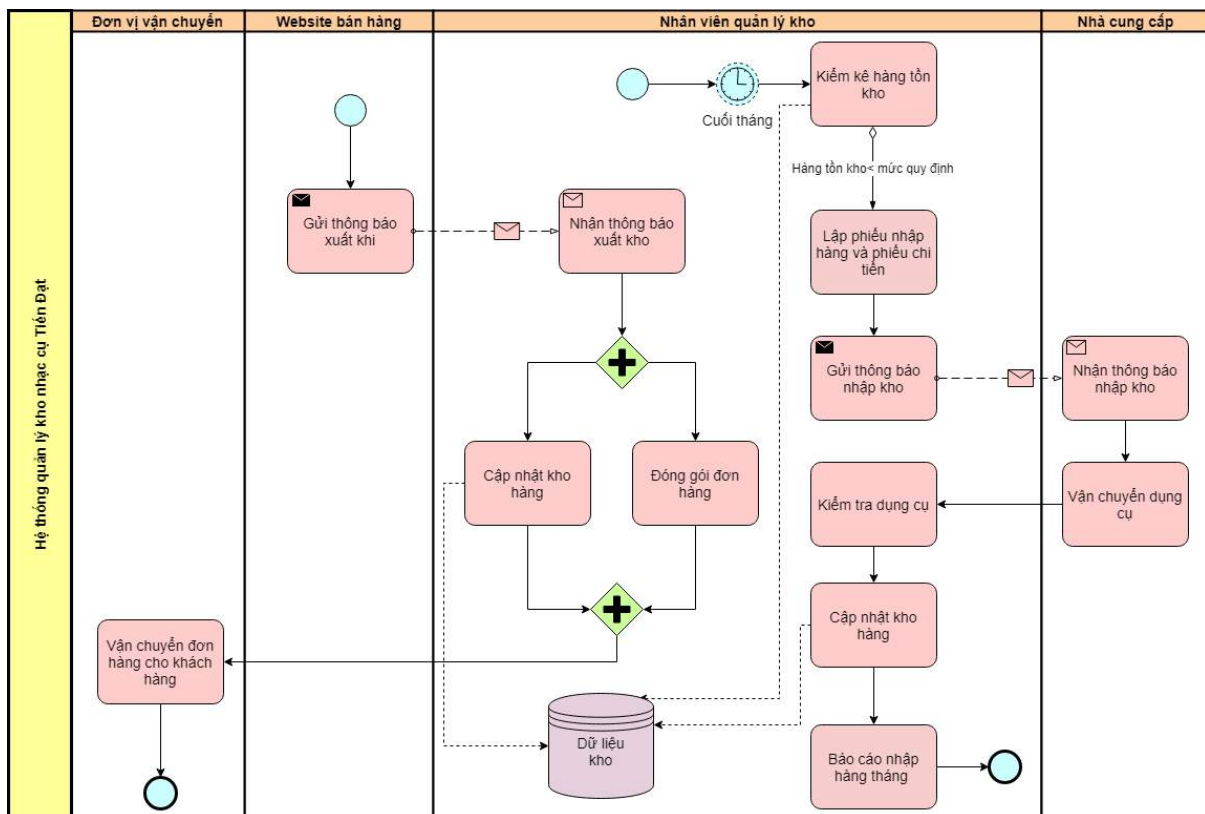 Hệ thống quản lý kho nhạc cụ Tiến Đạt
Đơn vị vận chuyển
Website bán hàng
Nhân viên quản lý kho
Nhà cung cấp
Kiểm kê hàng tồn
kho
Cuối tháng
Hàng tồn kho< mức quy định
Gửi thông báo
xuất khi
Nhận thông báo
xuất kho
Lập phiếu nhập
hàng và phiếu chi
tiền
Gửi thông báo
nhập kho
Nhận thông báo
nhập kho
Cập nhật kho
hàng
Đóng gói đơn
hàng
Kiểm tra dụng cụ
Vận chuyển dụng
cụ
Vận chuyển đơn
hàng cho khách
hàng
Cập nhật kho
hàng
Dữ liệu
kho
Báo cáo nhập
hàng tháng